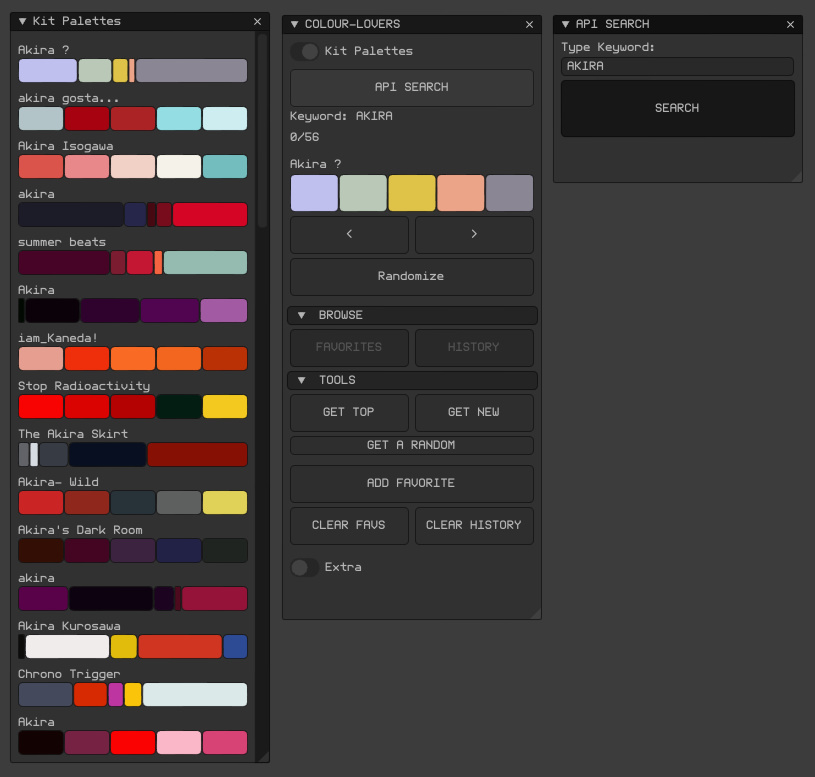 Kit Palettes
Akira ?
akira gosta...
Akira Isogawa
akira
summer beats
Akira
iam_Kaneda!
Stop Radioactivity
The Akira Skirt
Akira- Wild
Akira's Dark Room
akira
Akira Kurosawa
Chrono Trigger
Akira
COLOUR-LOVERS
Kit Palettes
API SEARCH
Keyword: AKIRA
0/56
Akira ?
< >
Randomize
BROWSE
FAVORITES HISTORY
TOOLS
GET TOP GET NEW
GET A RANDOM
ADD FAVORITE
CLEAR FAVS CLEAR HISTORY
Extra
API SEARCH
Type Keyword:
AKIRA
SEARCH